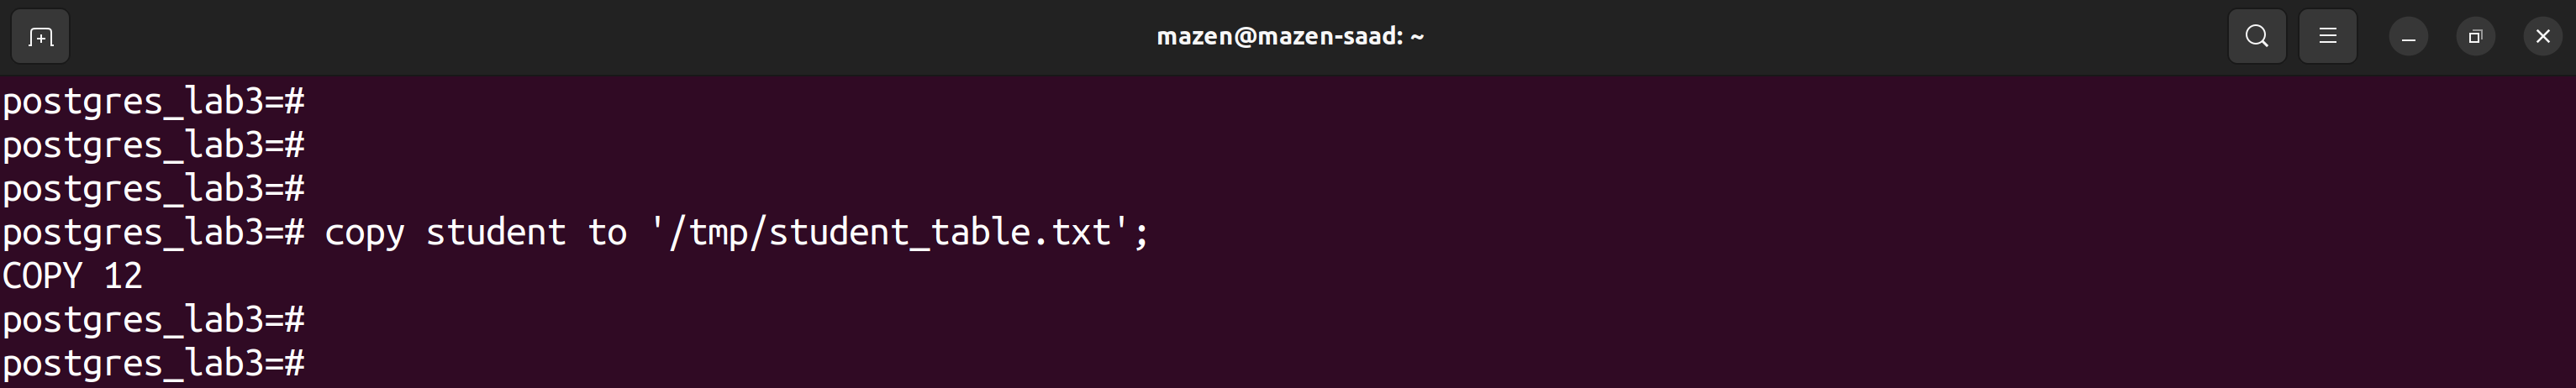 mazen@mazen-saad: ~
postgres_lab3=#
postgres_lab3=#
postgres_lab3=#
postgres_lab3=# copy student to '/tmp/student_table.txt';
COPY 12
postgres_lab3=#
postgres_lab3=#